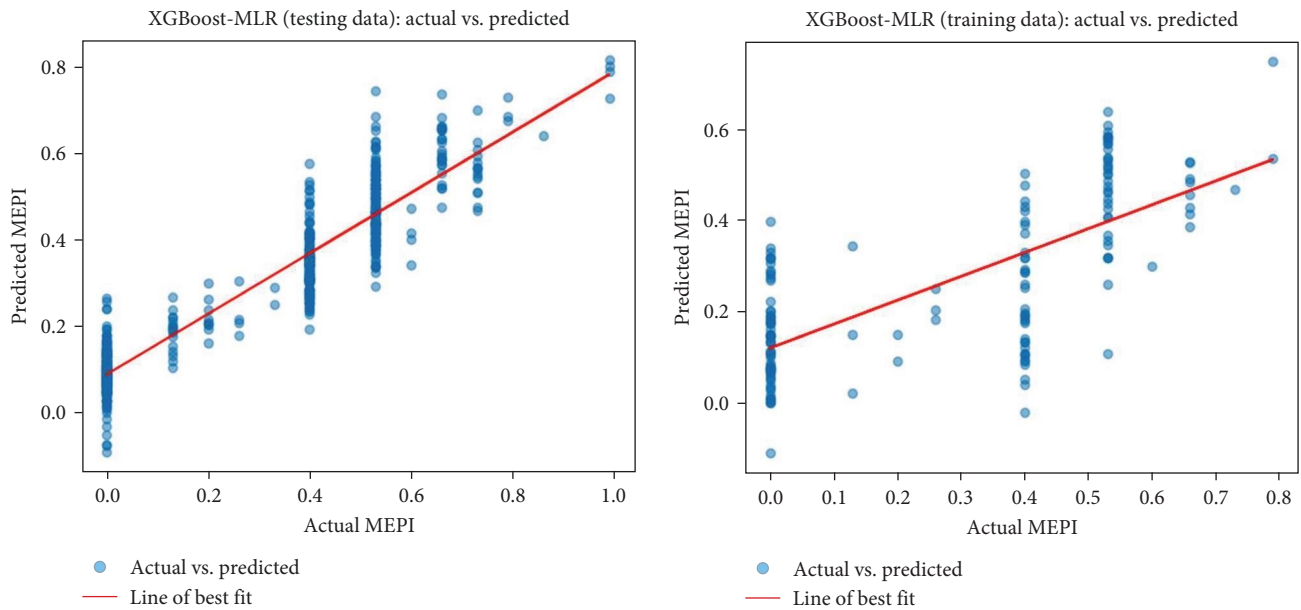 XGBoost-MLR (testing data): actual vs. predicted
0.8
0.6
0.4
0.2
0.0
Predicted MEPI
0.0 0.2 0.4 0.6 0.8 1.0
Actual MEPI
Actual vs. predicted
Line of best fit
XGBoost-MLR (training data): actual vs. predicted
0.6
0.4
0.2
0.0
Predicted MEPI
0.0 0.1 0.2 0.3 0.4 0.5 0.6 0.7 0.8
Actual MEPI
Actual vs. predicted
Line of best fit